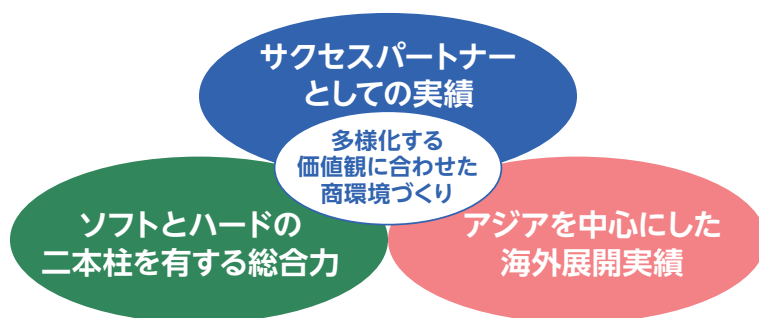 サクセスパートナー
としての実績
多様化する
価値観に合わせた
商環境づくり
ソフトとハードの
二本柱を有する総合力
アジアを中心にした
海外展開実績